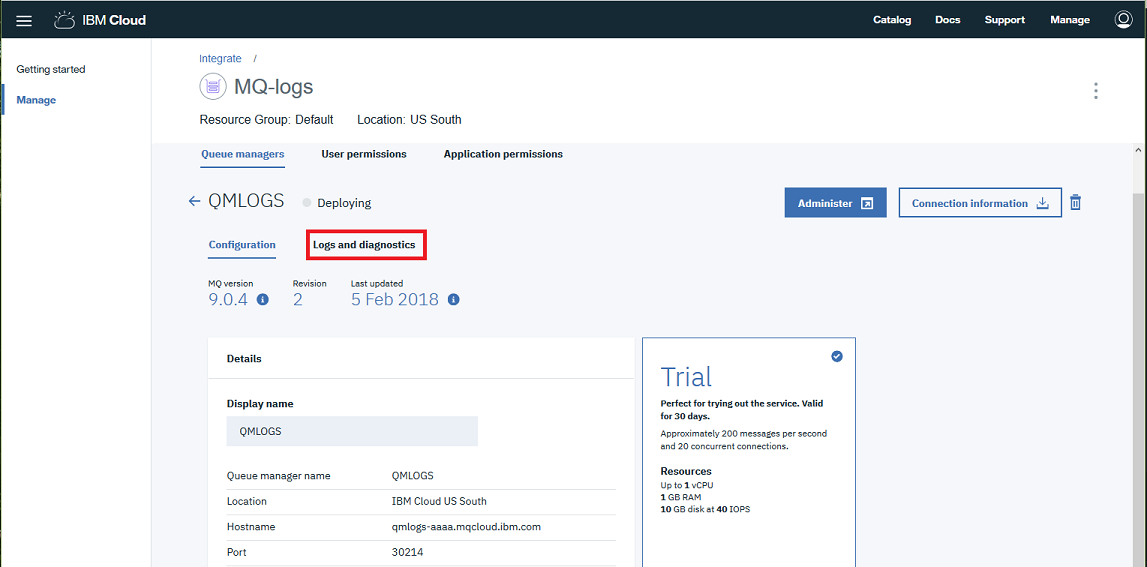 IBM Cloud Catalog Docs Support Manage
Getting started
Manage
Integrate /
MQ-logs
Resource Group: Default Location: US South
Queue managers User permissions Application permissions
QMLOGS Deploying Administer Connection information
Configuration Logs and diagnostics
MQ version Revision Last updated
9.0.4 2 5 Feb 2018
Details
Display name
QMLOGS
Queue manager name QMLOGS
Location IBM Cloud US South
Hostname qmlogs-aaaa.mqcloud.ibm.com
Port 30214
Trial
Perfect for trying out the service. Valid
for 30 days.
Approximately 200 messages per second
and 20 concurrent connections.
Resources
Up to 1 vCPU
1 GB RAM
10 GB disk at 40 IOPS